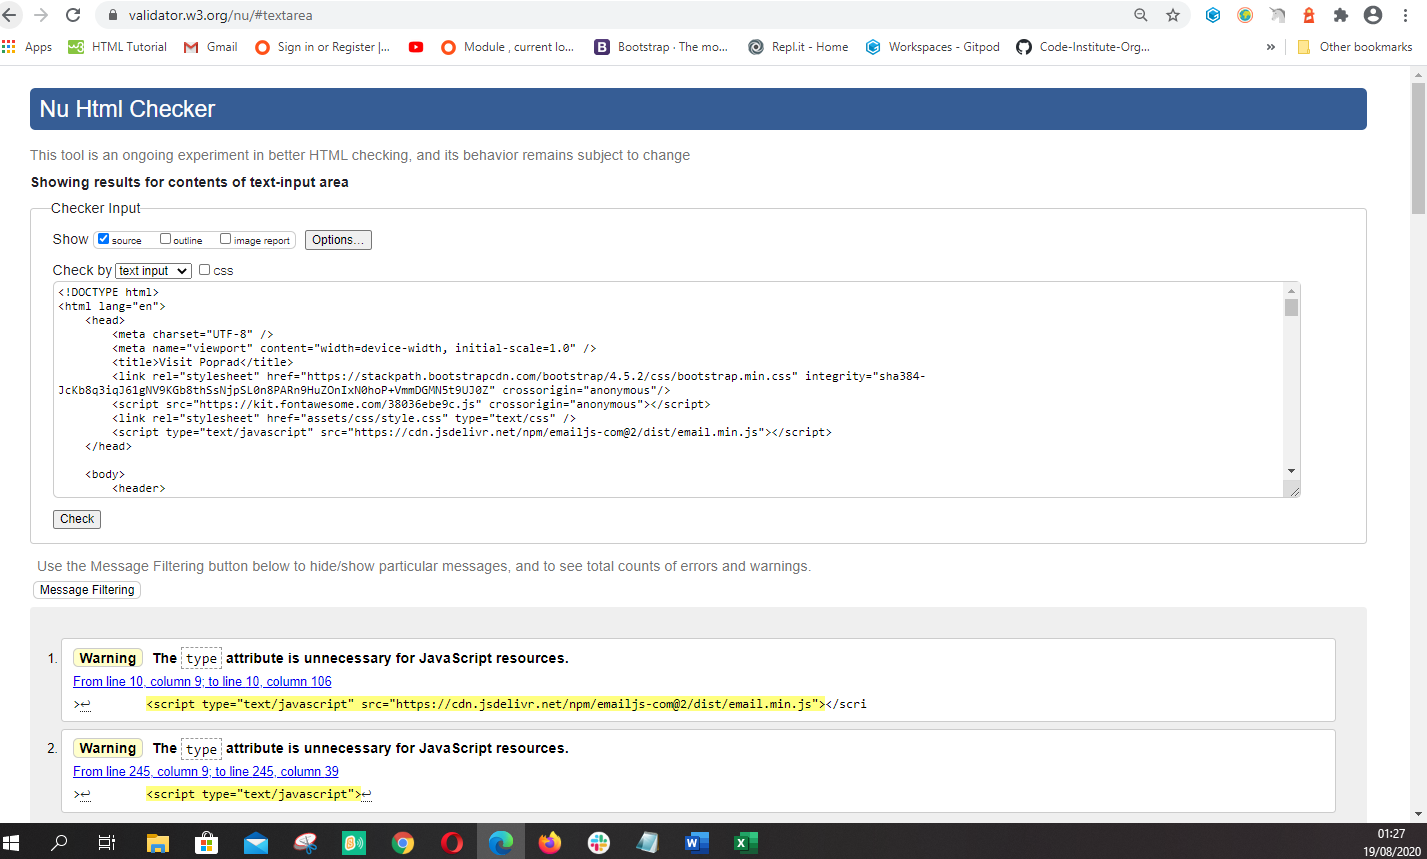 validator.w3.org/nu/#textarea
Apps HTML Tutorial Gmail Sign in or Register |... Module , current lo... Bootstrap · The mo... Repl.it - Home Workspaces - Gitpod Code-Institute-Org... » Other bookmarks
Nu Html Checker
This tool is an ongoing experiment in better HTML checking, and its behavior remains subject to change
Showing results for contents of text-input area
Checker Input
Show source outline image report Options...
Check by text input css
<!DOCTYPE html>
<html lang="en">
<head>
<meta charset="UTF-8" />
<meta name="viewport" content="width=device-width, initial-scale=1.0" />
<title>Visit Poprad</title>
<link rel="stylesheet" href="https://stackpath.bootstrapcdn.com/bootstrap/4.5.2/css/bootstrap.min.css" integrity="sha384-
JcKb8q3iqJ61gNV9KGb8thSsNjpSL0n8PARn9HuZOnIxN0hoP+VmmDGMN5t9UJ0Z" crossorigin="anonymous"/>
<script src="https://kit.fontawesome.com/38036ebe9c.js" crossorigin="anonymous"></script>
<link rel="stylesheet" href="assets/css/style.css" type="text/css" />
<script type="text/javascript" src="https://cdn.jsdelivr.net/npm/emailjs-com@2/dist/email.min.js"></script>
</head>
<body>
<header>
Check
Use the Message Filtering button below to hide/show particular messages, and to see total counts of errors and warnings.
Message Filtering
1. Warning The type attribute is unnecessary for JavaScript resources.
From line 10, column 9; to line 10, column 106
>↩ <script type="text/javascript" src="https://cdn.jsdelivr.net/npm/emailjs-com@2/dist/email.min.js"></scri
2. Warning The type attribute is unnecessary for JavaScript resources.
From line 245, column 9; to line 245, column 39
>↩ <script type="text/javascript">↩
01:27
19/08/2020